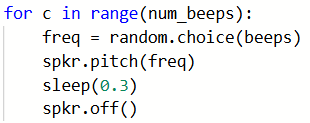 for c in range(num_beeps):
    freq = random.choice(beeps)
    spkr.pitch(freq)
    sleep(0.3)
    spkr.off()